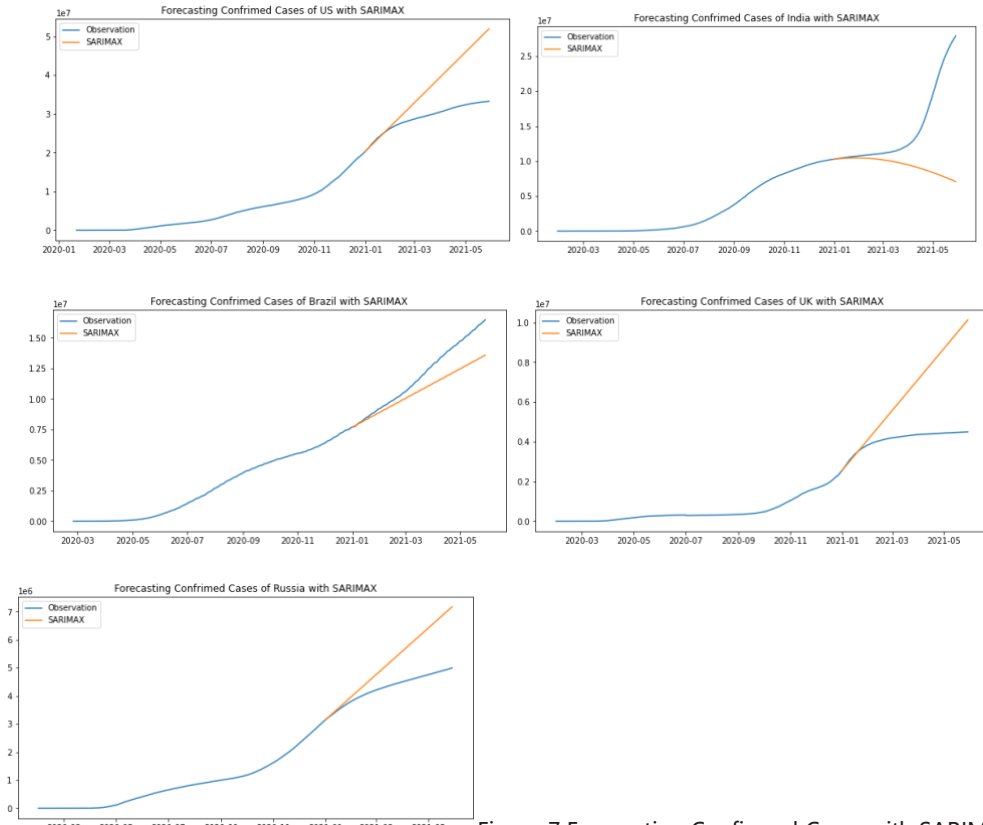 Forecasting Confrimed Cases of US with SARIMAX
1e7
Observation
SARIMAX
5
4
3
2
1
0
2020-01 2020-03 2020-05 2020-07 2020-09 2020-11 2021-01 2021-03 2021-05
Forecasting Confrimed Cases of India with SARIMAX
1e7
Observation
SARIMAX
2.5
2.0
1.5
1.0
0.5
0.0
2020-03 2020-05 2020-07 2020-09 2020-11 2021-01 2021-03 2021-05
Forecasting Confrimed Cases of Brazil with SARIMAX
1e7
Observation
SARIMAX
1.50
1.25
1.00
0.75
0.50
0.25
0.00
2020-03 2020-05 2020-07 2020-09 2020-11 2021-01 2021-03 2021-05
Forecasting Confrimed Cases of UK with SARIMAX
1e7
Observation
SARIMAX
1.0
0.8
0.6
0.4
0.2
0.0
2020-03 2020-05 2020-07 2020-09 2020-11 2021-01 2021-03 2021-05
Forecasting Confrimed Cases of Russia with SARIMAX
1e6
Observation
SARIMAX
7
6
5
4
3
2
1
0